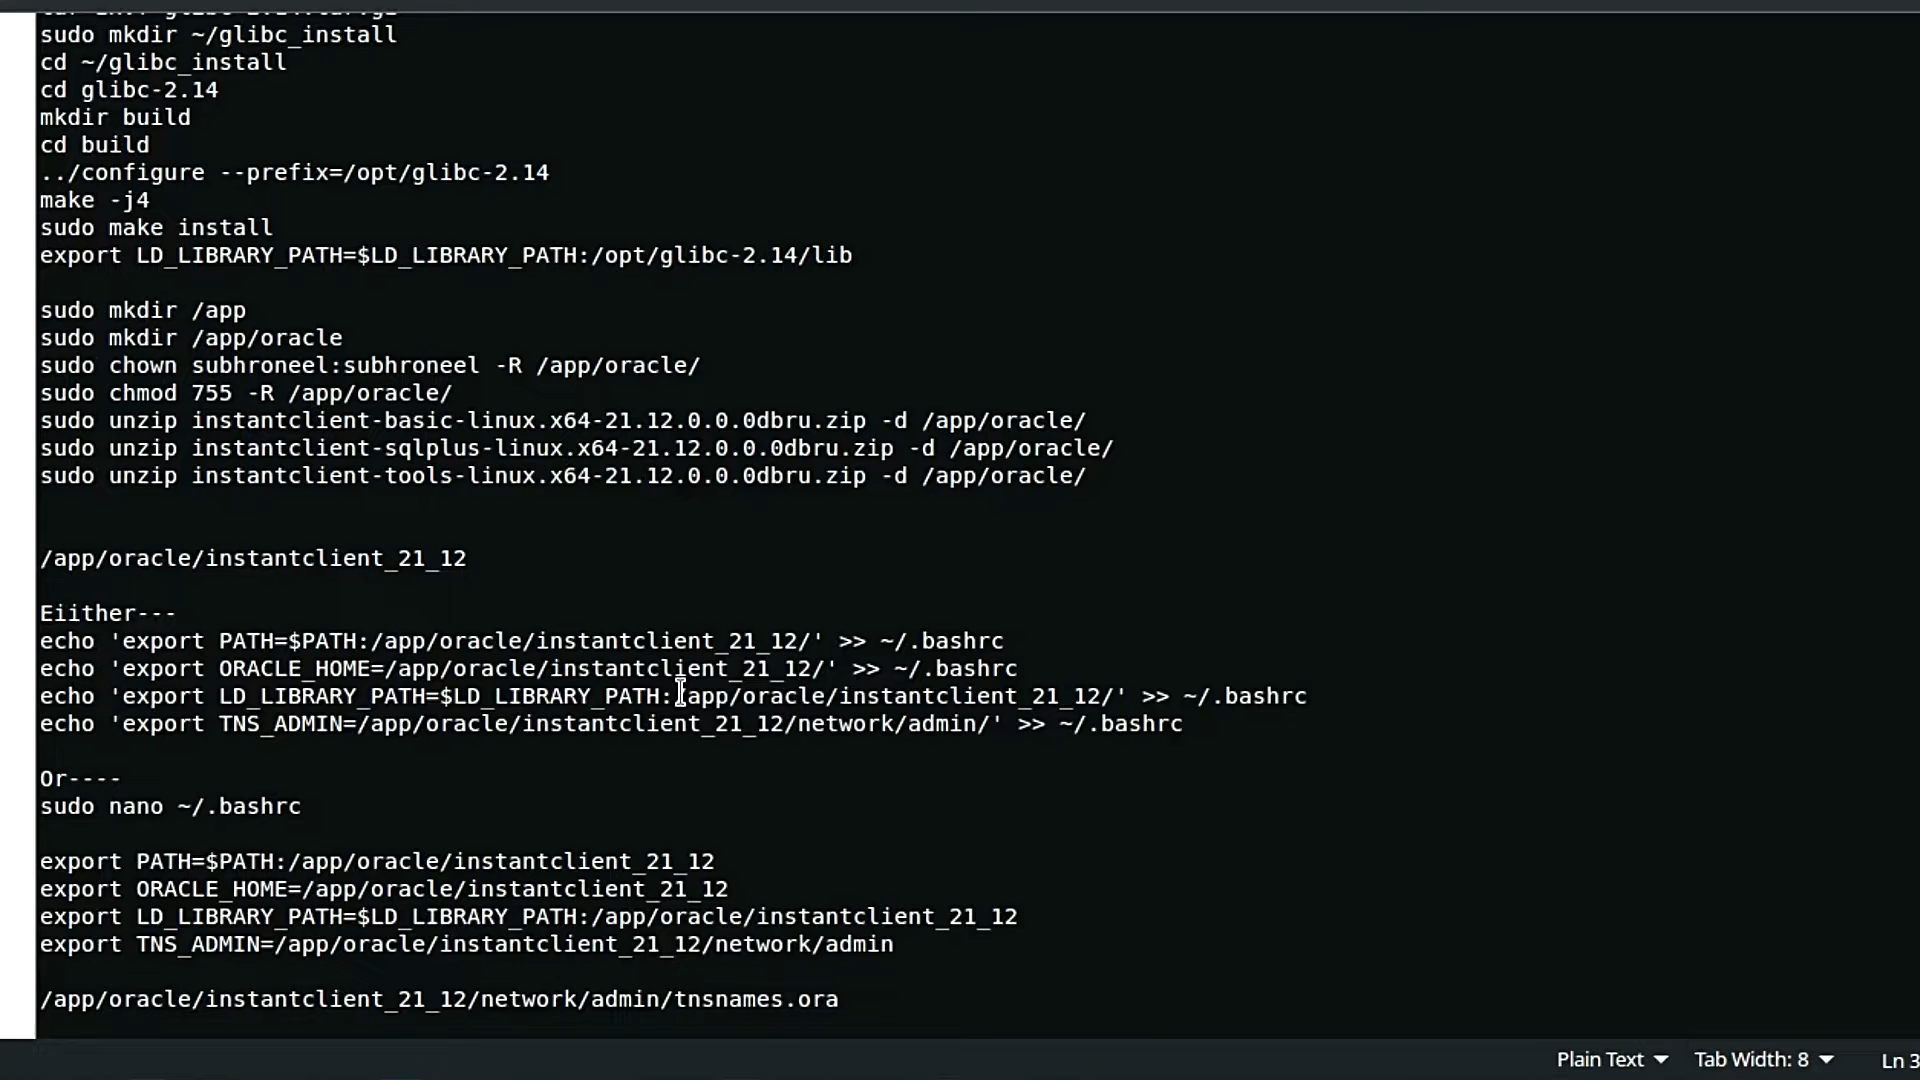 sudo mkdir ~/glibc_install
cd ~/glibc_install
cd glibc-2.14
mkdir build
cd build
../configure --prefix=/opt/glibc-2.14
make -j4
sudo make install
export LD_LIBRARY_PATH=$LD_LIBRARY_PATH:/opt/glibc-2.14/lib
sudo mkdir /app
sudo mkdir /app/oracle
sudo chown subhroneel:subhroneel -R /app/oracle/
sudo chmod 755 -R /app/oracle/
sudo unzip instantclient-basic-linux.x64-21.12.0.0.0dbru.zip -d /app/oracle/
sudo unzip instantclient-sqlplus-linux.x64-21.12.0.0.0dbru.zip -d /app/oracle/
sudo unzip instantclient-tools-linux.x64-21.12.0.0.0dbru.zip -d /app/oracle/
/app/oracle/instantclient_21_12
Eiither---
echo 'export PATH=$PATH:/app/oracle/instantclient_21_12/' >> ~/.bashrc
echo 'export ORACLE_HOME=/app/oracle/instantclient_21_12/' >> ~/.bashrc
echo 'export LD_LIBRARY_PATH=$LD_LIBRARY_PATH:/app/oracle/instantclient_21_12/' >> ~/.bashrc
echo 'export TNS_ADMIN=/app/oracle/instantclient_21_12/network/admin/' >> ~/.bashrc
Or----
sudo nano ~/.bashrc
export PATH=$PATH:/app/oracle/instantclient_21_12
export ORACLE_HOME=/app/oracle/instantclient_21_12
export LD_LIBRARY_PATH=$LD_LIBRARY_PATH:/app/oracle/instantclient_21_12
export TNS_ADMIN=/app/oracle/instantclient_21_12/network/admin
/app/oracle/instantclient_21_12/network/admin/tnsnames.ora
Plain Text Tab Width: 8 Ln 3